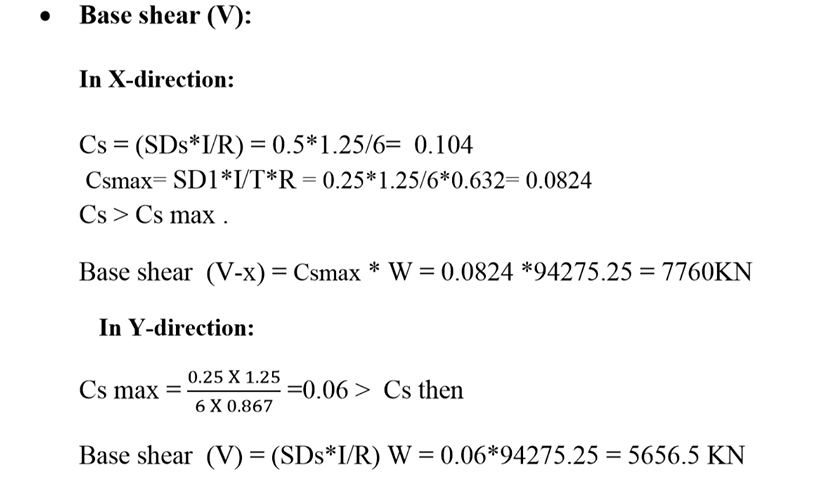 • Base shear (V):
In X-direction:
Cs = (SDs*I/R) = 0.5*1.25/6= 0.104
Csmax= SD1*I/T*R = 0.25*1.25/6*0.632= 0.0824
Cs > Cs max .
Base shear (V-x) = Csmax * W = 0.0824 *94275.25 = 7760KN
In Y-direction:
Cs max = 0.25 X 1.25 / 6 X 0.867 =0.06 > Cs then
Base shear (V) = (SDs*I/R) W = 0.06*94275.25 = 5656.5 KN